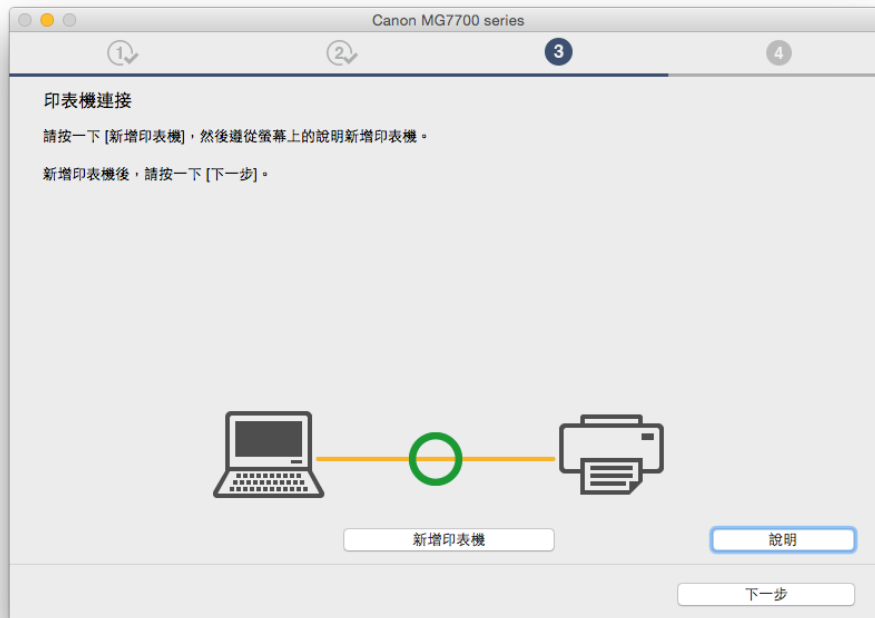 Canon MG7700 series
1
2
3
4
印表機連接
請按一下 [新增印表機]，然後遵從螢幕上的說明新增印表機。
新增印表機後，請按一下 [下一步]。
新增印表機
說明
下一步